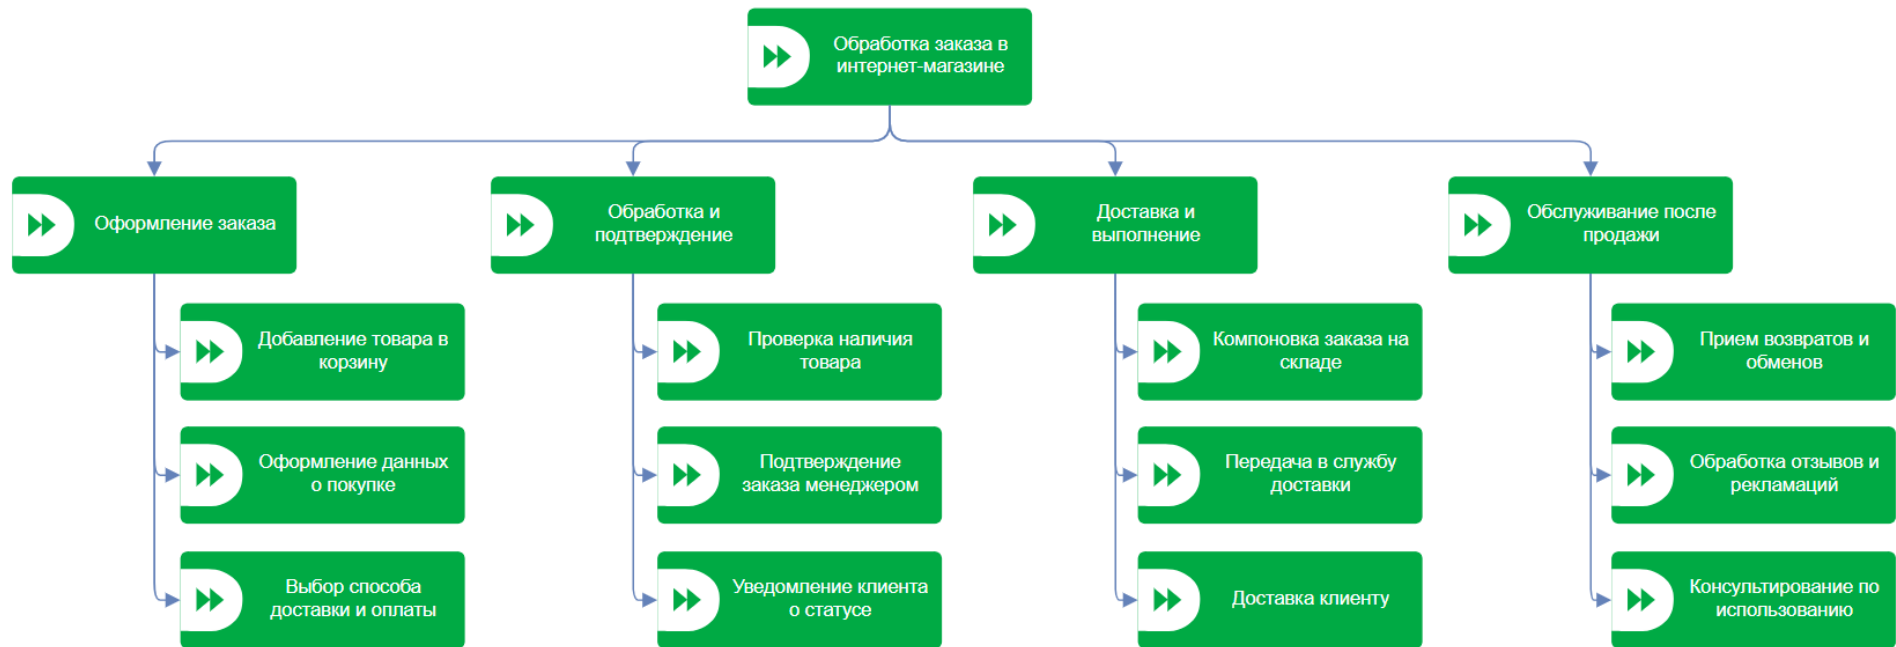 Обработка заказа в
интернет-магазине
Оформление заказа
Обработка и
подтверждение
Доставка и
выполнение
Обслуживание после
продажи
Добавление товара в
корзину
Проверка наличия
товара
Компоновка заказа на
складе
Прием возвратов и
обменов
Оформление данных
о покупке
Подтверждение
заказа менеджером
Передача в службу
доставки
Обработка отзывов и
рекламаций
Выбор способа
доставки и оплаты
Уведомление клиента
о статусе
Доставка клиенту
Консультирование по
использованию